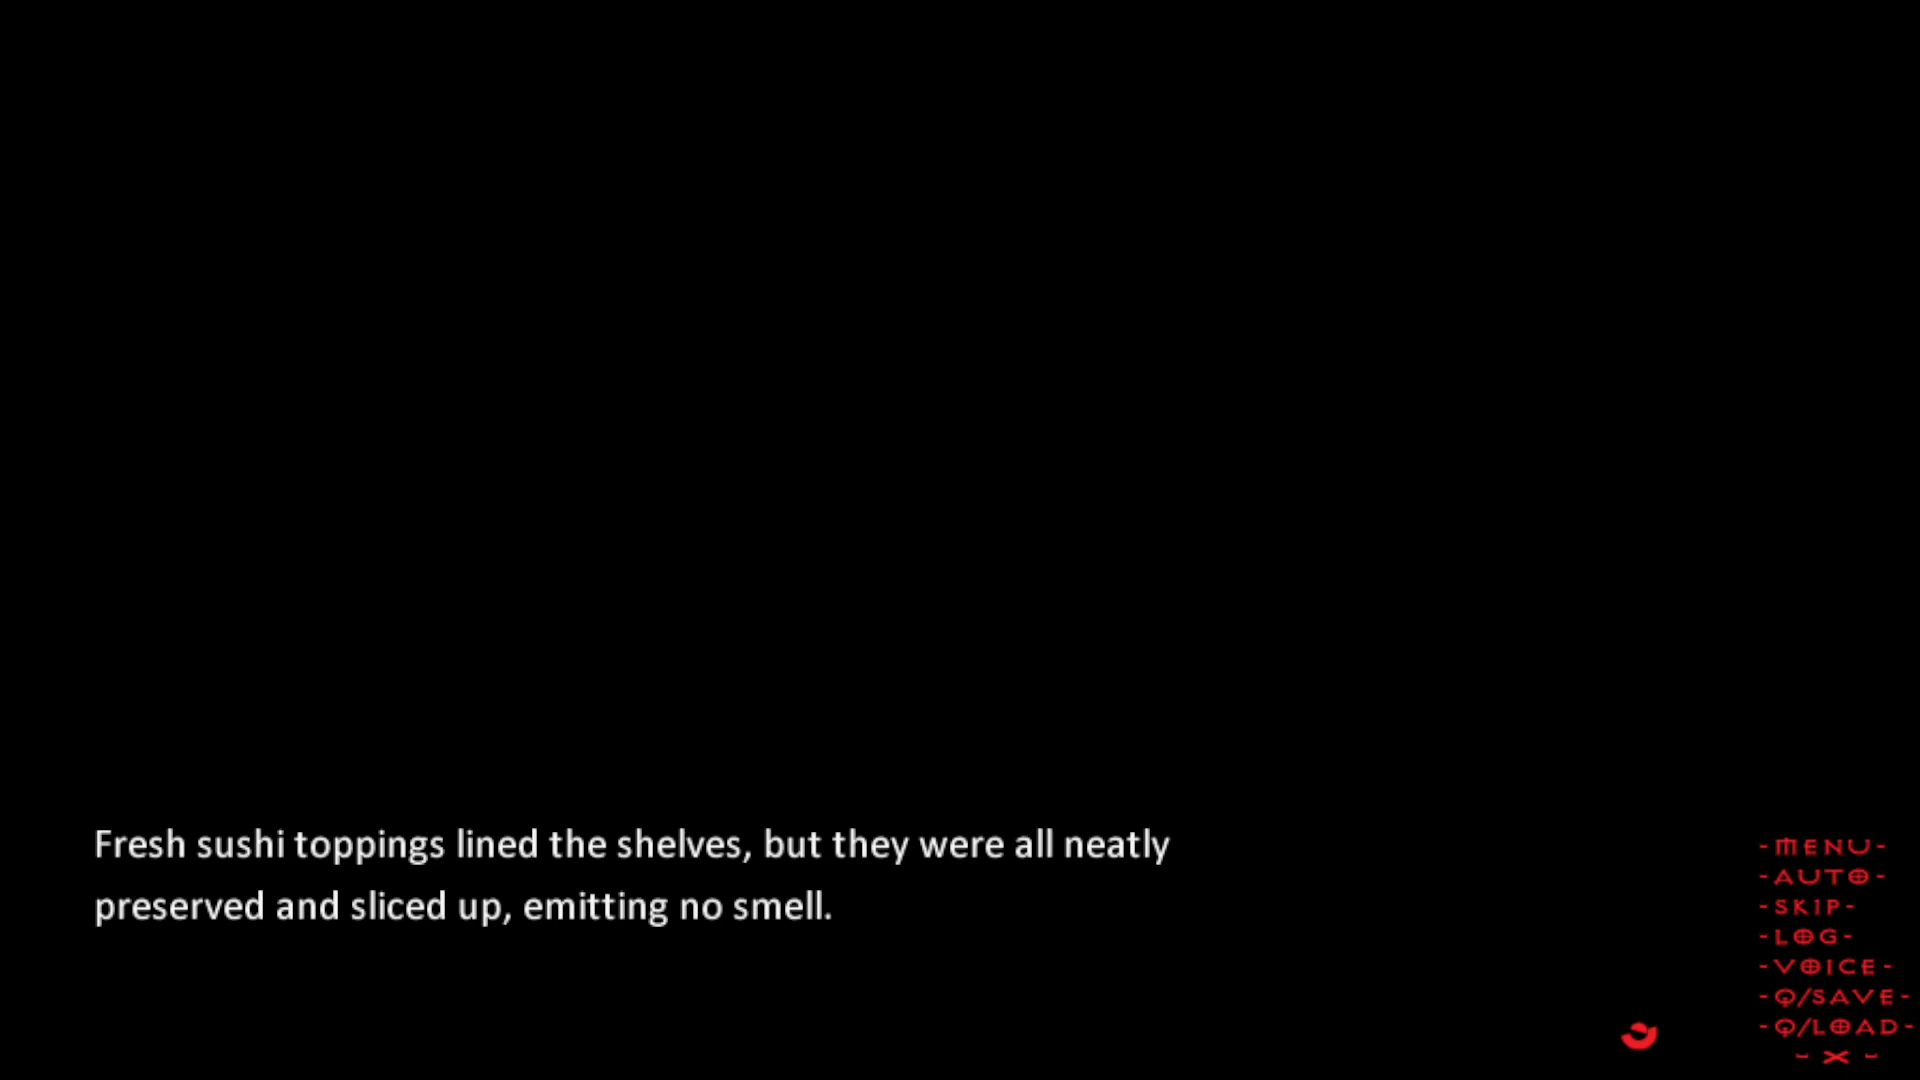 Fresh sushi toppings lined the shelves, but they were all neatly
preserved and sliced up, emitting no smell.
-MENU-
-AUTO-
-SKIP-
-LOG-
-VOICE-
-Q/SAVE-
-Q/LOAD-
- X -